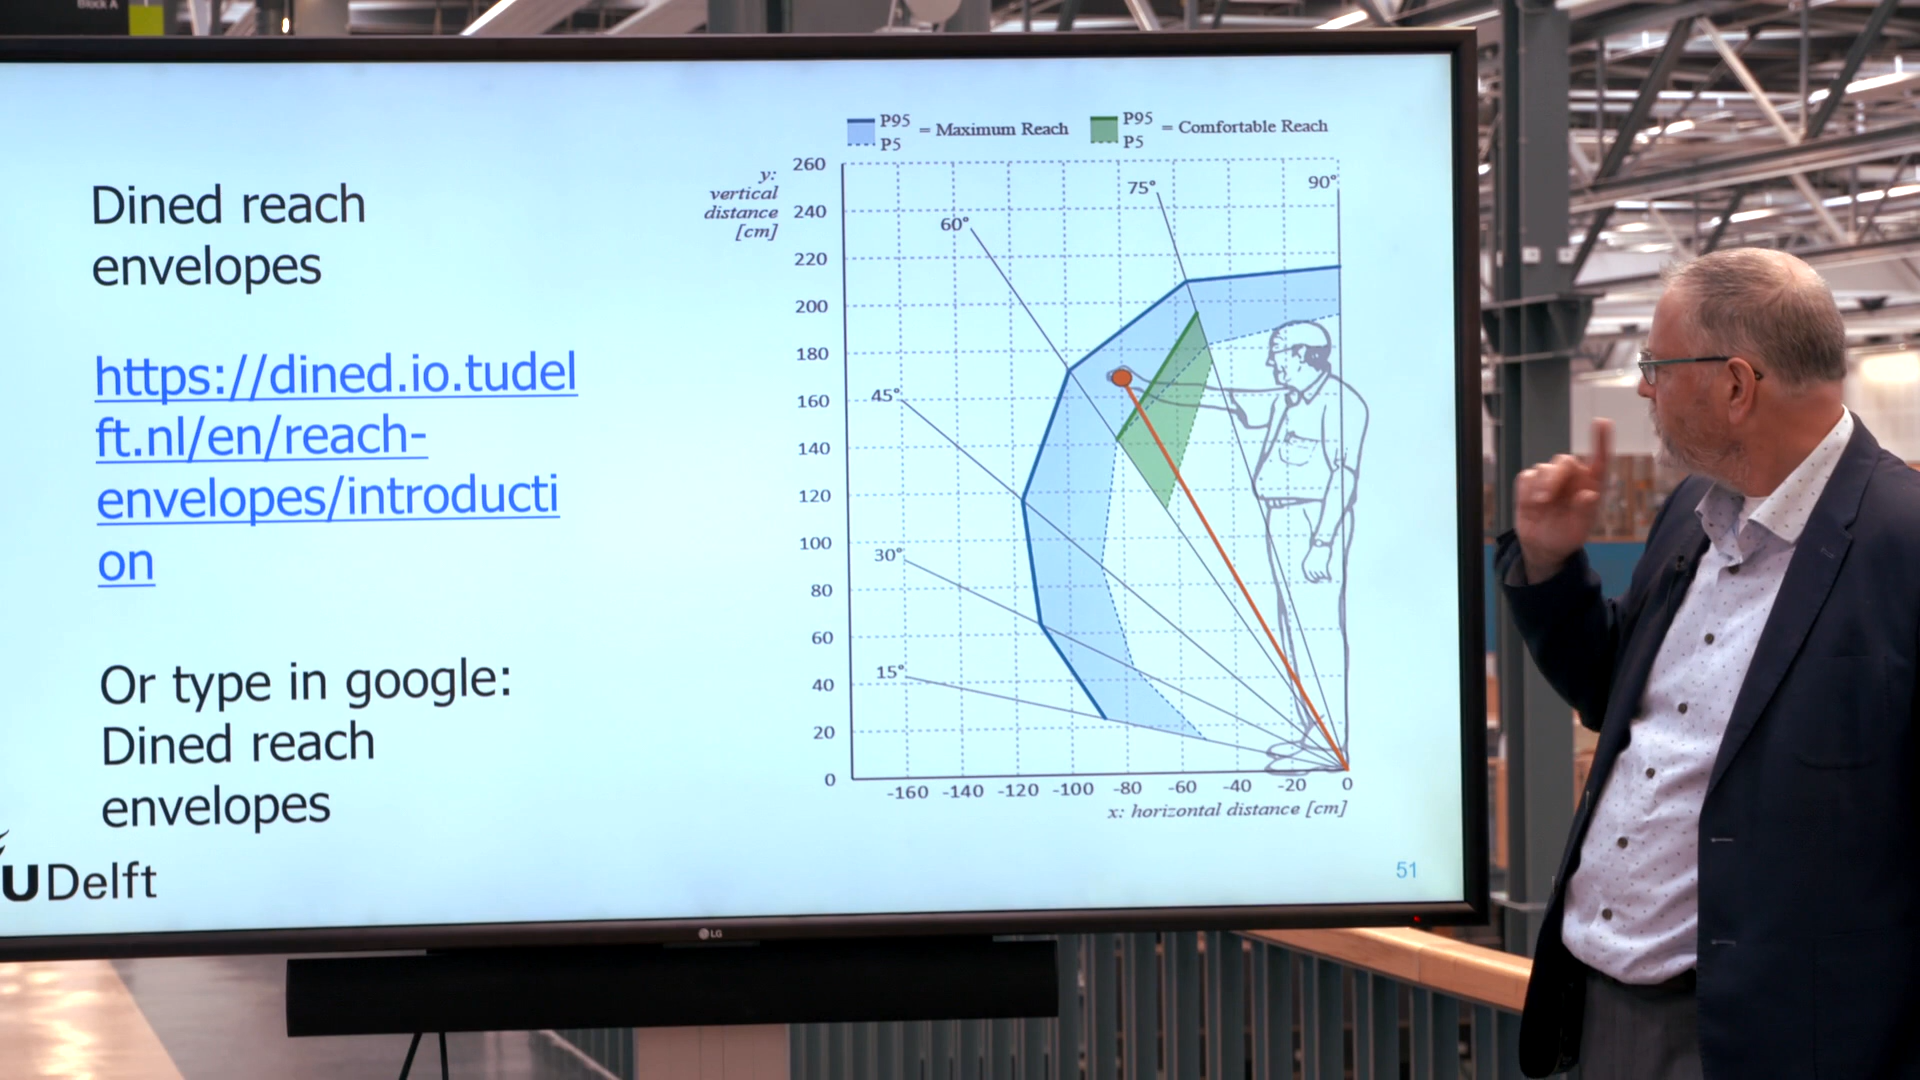 Block A
Dined reach
envelopes
https://dined.io.tudel
ft.nl/en/reach-
envelopes/introducti
on
Or type in google:
Dined reach
envelopes
UDelft
P95
P5
= Maximum Reach
P95
P5
= Comfortable Reach
y:
vertical
distance
[cm]
260
240
220
200
180
160
140
120
100
80
60
40
20
0
90°
75°
60°
45°
30°
15°
-160 -140 -120 -100 -80 -60 -40 -20 0
x: horizontal distance [cm]
51
LG